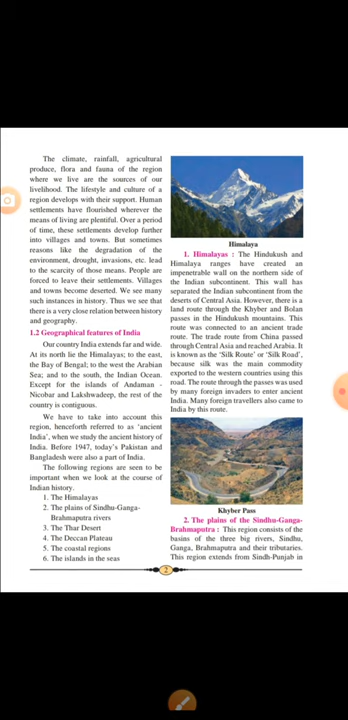 The climate, rainfall, agricultural
produce, flora and fauna of the region
where we live are the sources of our
livelihood. The lifestyle and culture of a
region develops with their support. Human
settlements have flourished wherever the
means of living are plentiful. Over a period
of time, these settlements develop further
into villages and towns. But sometimes
reasons like the degradation of the
environment, drought, invasions, etc. lead
to the scarcity of those means. People are
forced to leave their settlements. Villages
and towns become deserted. We see many
such instances in history. Thus we see that
there is a very close relation between history
and geography.
1.2 Geographical features of India
Our country India extends far and wide.
At its north lie the Himalayas; to the east,
the Bay of Bengal; to the west the Arabian
Sea; and to the south, the Indian Ocean.
Except for the islands of Andaman -
Nicobar and Lakshwadeep, the rest of the
country is contiguous.
We have to take into account this
region, henceforth referred to as ‘ancient
India’, when we study the ancient history of
India. Before 1947, today’s Pakistan and
Bangladesh were also a part of India.
The following regions are seen to be
important when we look at the course of
Indian history.
1. The Himalayas
2. The plains of Sindhu-Ganga-
Brahmaputra rivers
3. The Thar Desert
4. The Deccan Plateau
5. The coastal regions
6. The islands in the seas
Himalaya
1. Himalayas : The Hindukush and
Himalaya ranges have created an
impenetrable wall on the northern side of
the Indian subcontinent. This wall has
separated the Indian subcontinent from the
deserts of Central Asia. However, there is a
land route through the Khyber and Bolan
passes in the Hindukush mountains. This
route was connected to an ancient trade
route. The trade route from China passed
through Central Asia and reached Arabia. It
is known as the ‘Silk Route’ or ‘Silk Road’,
because silk was the main commodity
exported to the western countries using this
road. The route through the passes was used
by many foreign invaders to enter ancient
India. Many foreign travellers also came to
India by this route.
Khyber Pass
2. The plains of the Sindhu-Ganga-
Brahmaputra : This region consists of the
basins of the three big rivers, Sindhu,
Ganga, Brahmaputra and their tributaries.
This region extends from Sindh-Punjab in
2